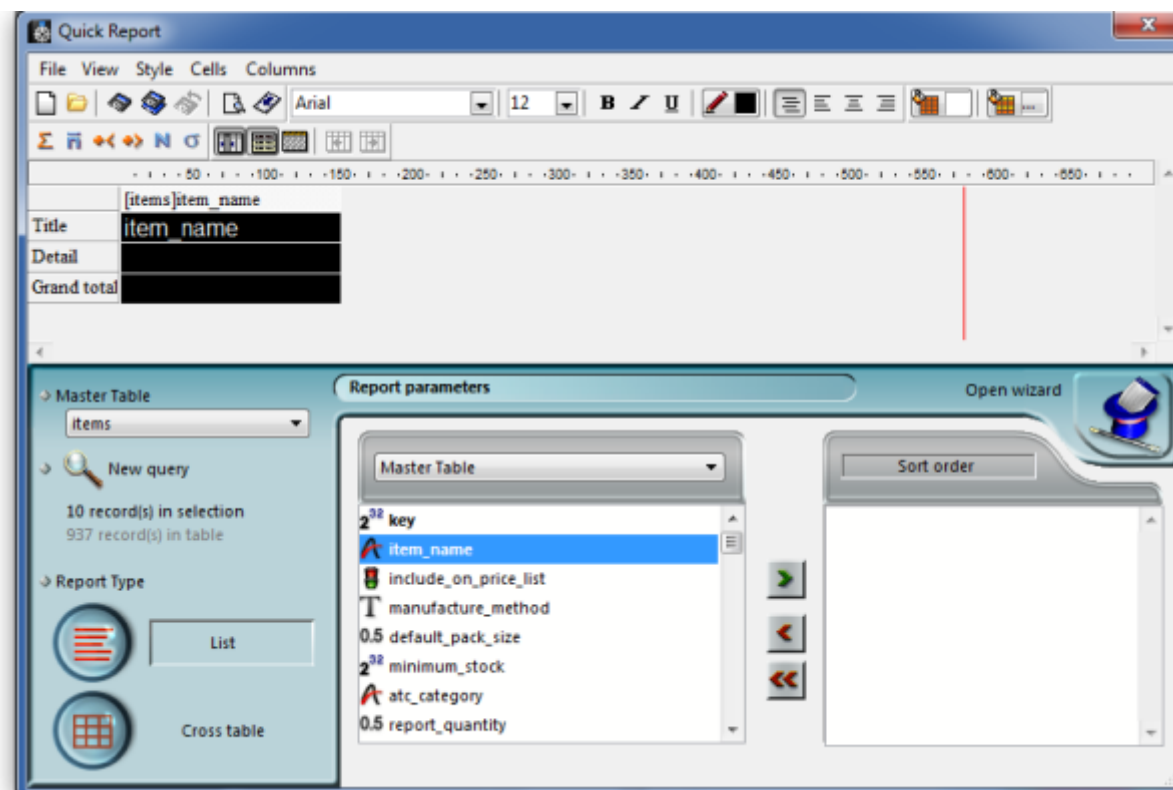 Quick Report
File View Style Cells Columns
Arial 12 B I U
Σ n N σ
50 100 150 200 250 300 350 400 450 500 550 600 650
[items]item_name
Title item_name
Detail
Grand total
Master Table
items
New query
10 record(s) in selection
937 record(s) in table
Report Type
List
Cross table
Report parameters
Open wizard
Master Table
2³² key
A item_name
include_on_price_list
T manufacture_method
0.5 default_pack_size
2³² minimum_stock
A atc_category
0.5 report_quantity
Sort order